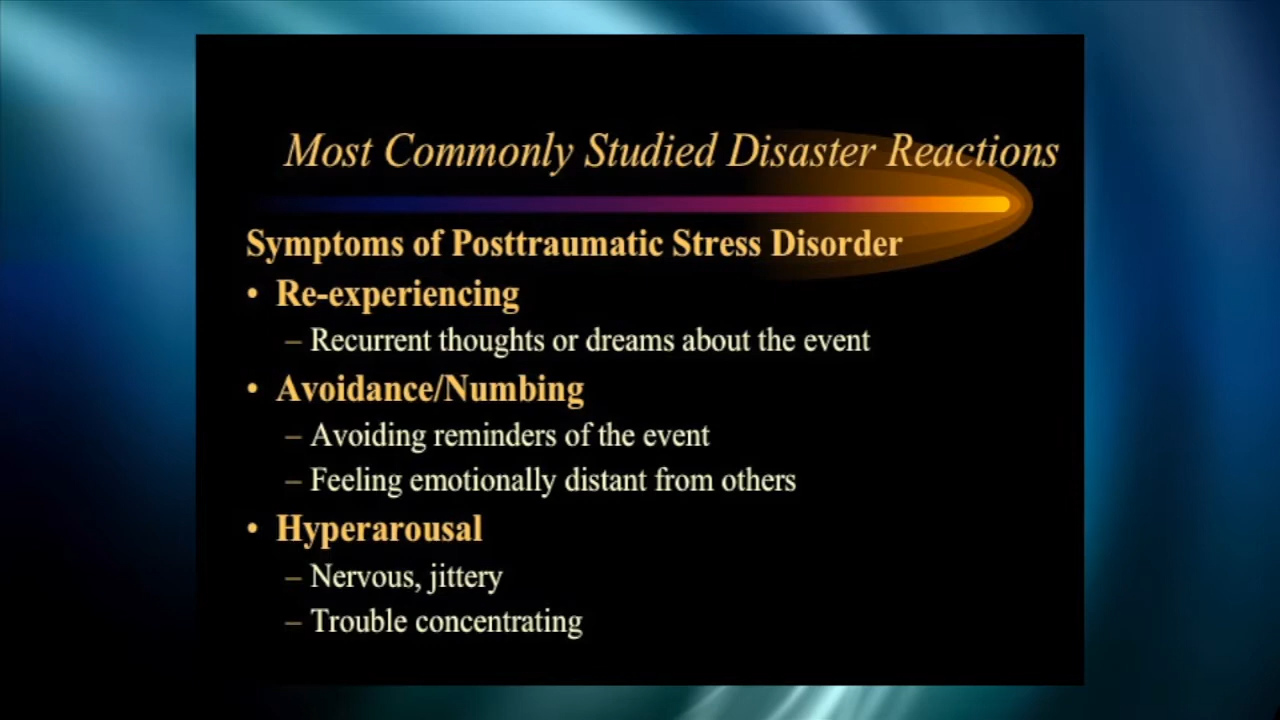 Most Commonly Studied Disaster Reactions
Symptoms of Posttraumatic Stress Disorder
• Re-experiencing
– Recurrent thoughts or dreams about the event
• Avoidance/Numbing
– Avoiding reminders of the event
– Feeling emotionally distant from others
• Hyperarousal
– Nervous, jittery
– Trouble concentrating